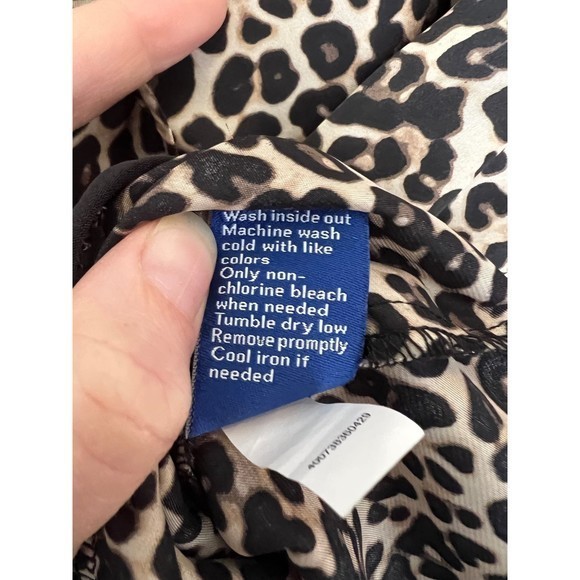 Wash inside out
Machine wash
cold with like
colors
Only non-
chlorine bleach
when needed
Tumble dry low
Remove promptly
Cool iron if
needed
400738360429